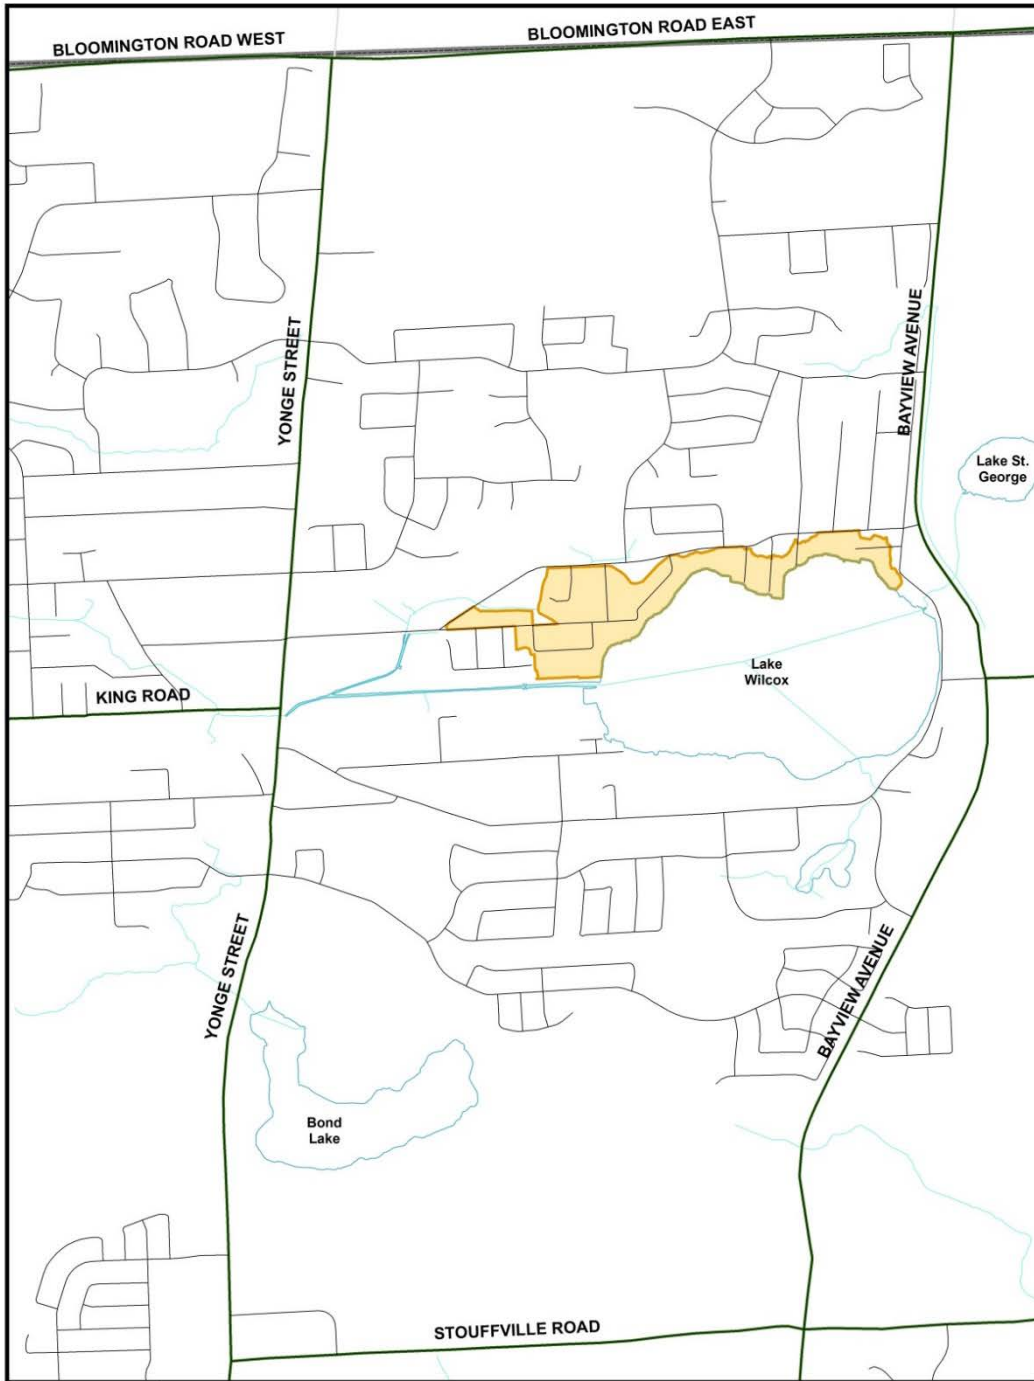 BLOOMINGTON ROAD WEST
BLOOMINGTON ROAD EAST
YONGE STREET
BAYVIEW AVENUE
Lake St.
George
Lake
Wilcox
KING ROAD
YONGE STREET
BAYVIEW AVENUE
Bond
Lake
STOUFFVILLE ROAD